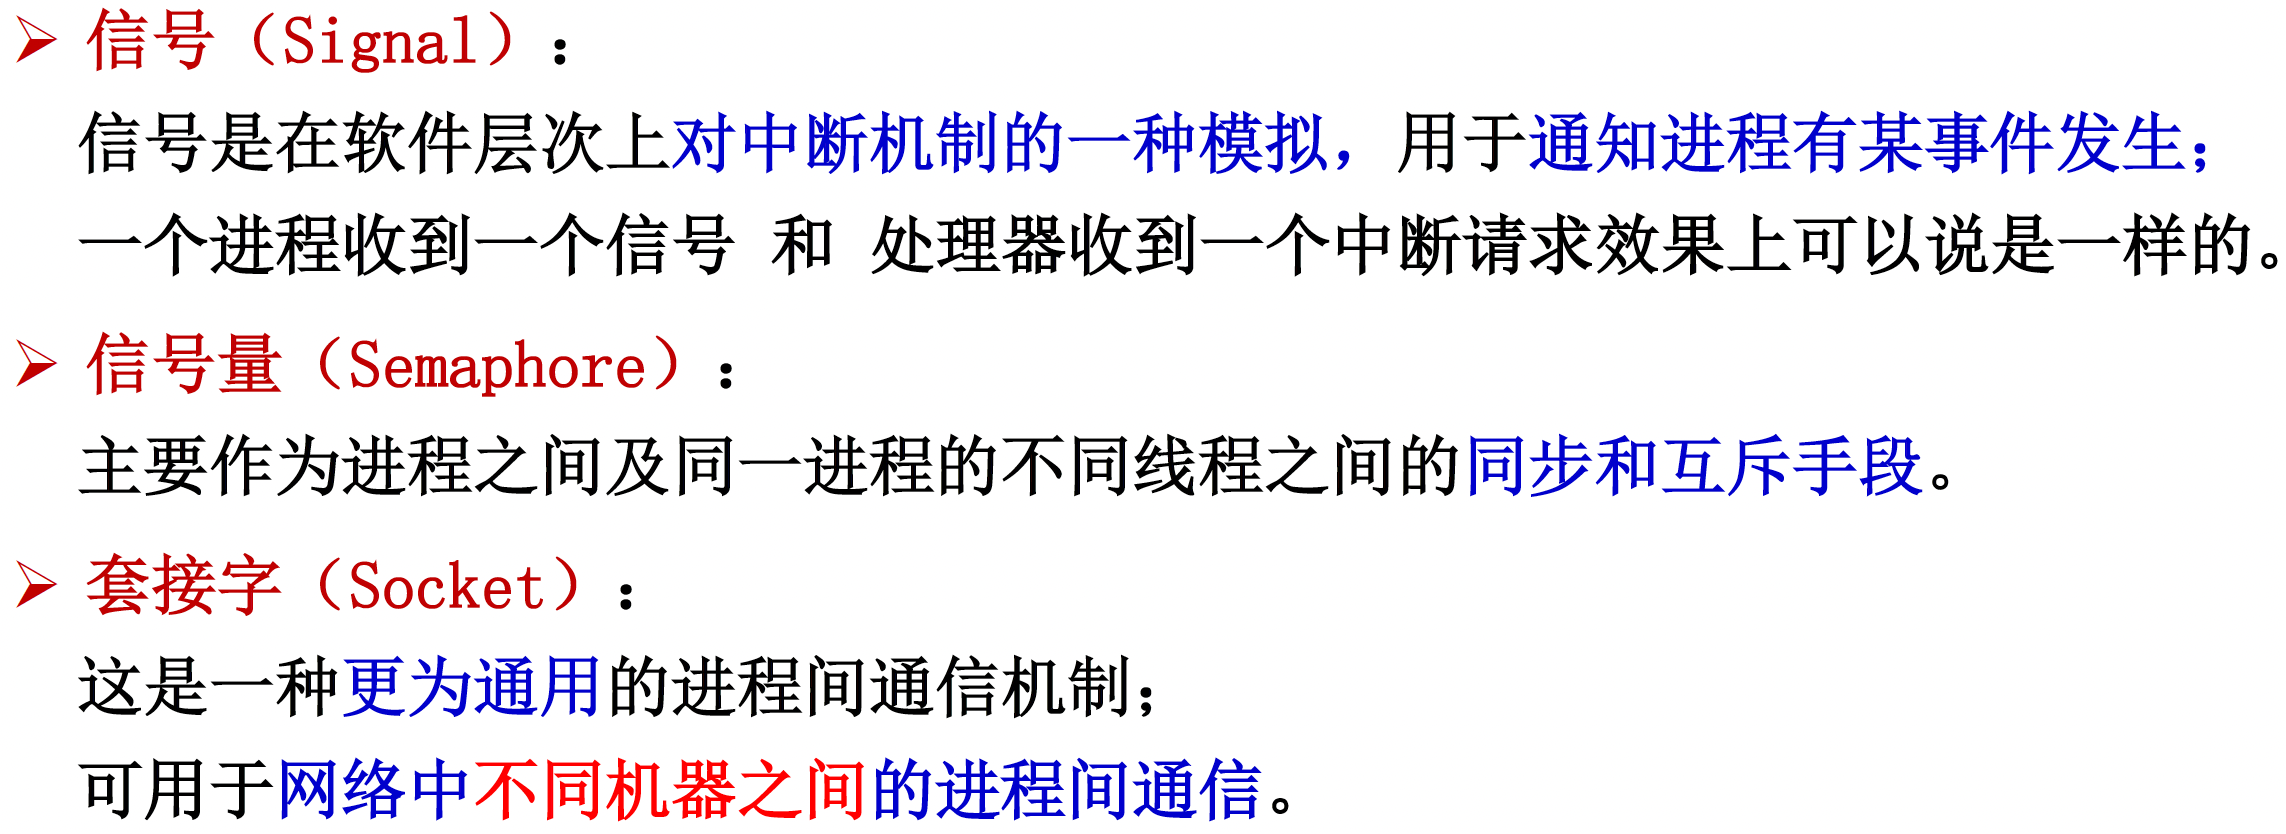 ➢ 信号（Signal）：
信号是在软件层次上对中断机制的一种模拟，用于通知进程有某事件发生；
一个进程收到一个信号 和 处理器收到一个中断请求效果上可以说是一样的。
➢ 信号量（Semaphore）：
主要作为进程之间及同一进程的不同线程之间的同步和互斥手段。
➢ 套接字（Socket）：
这是一种更为通用的进程间通信机制；
可用于网络中不同机器之间的进程间通信。